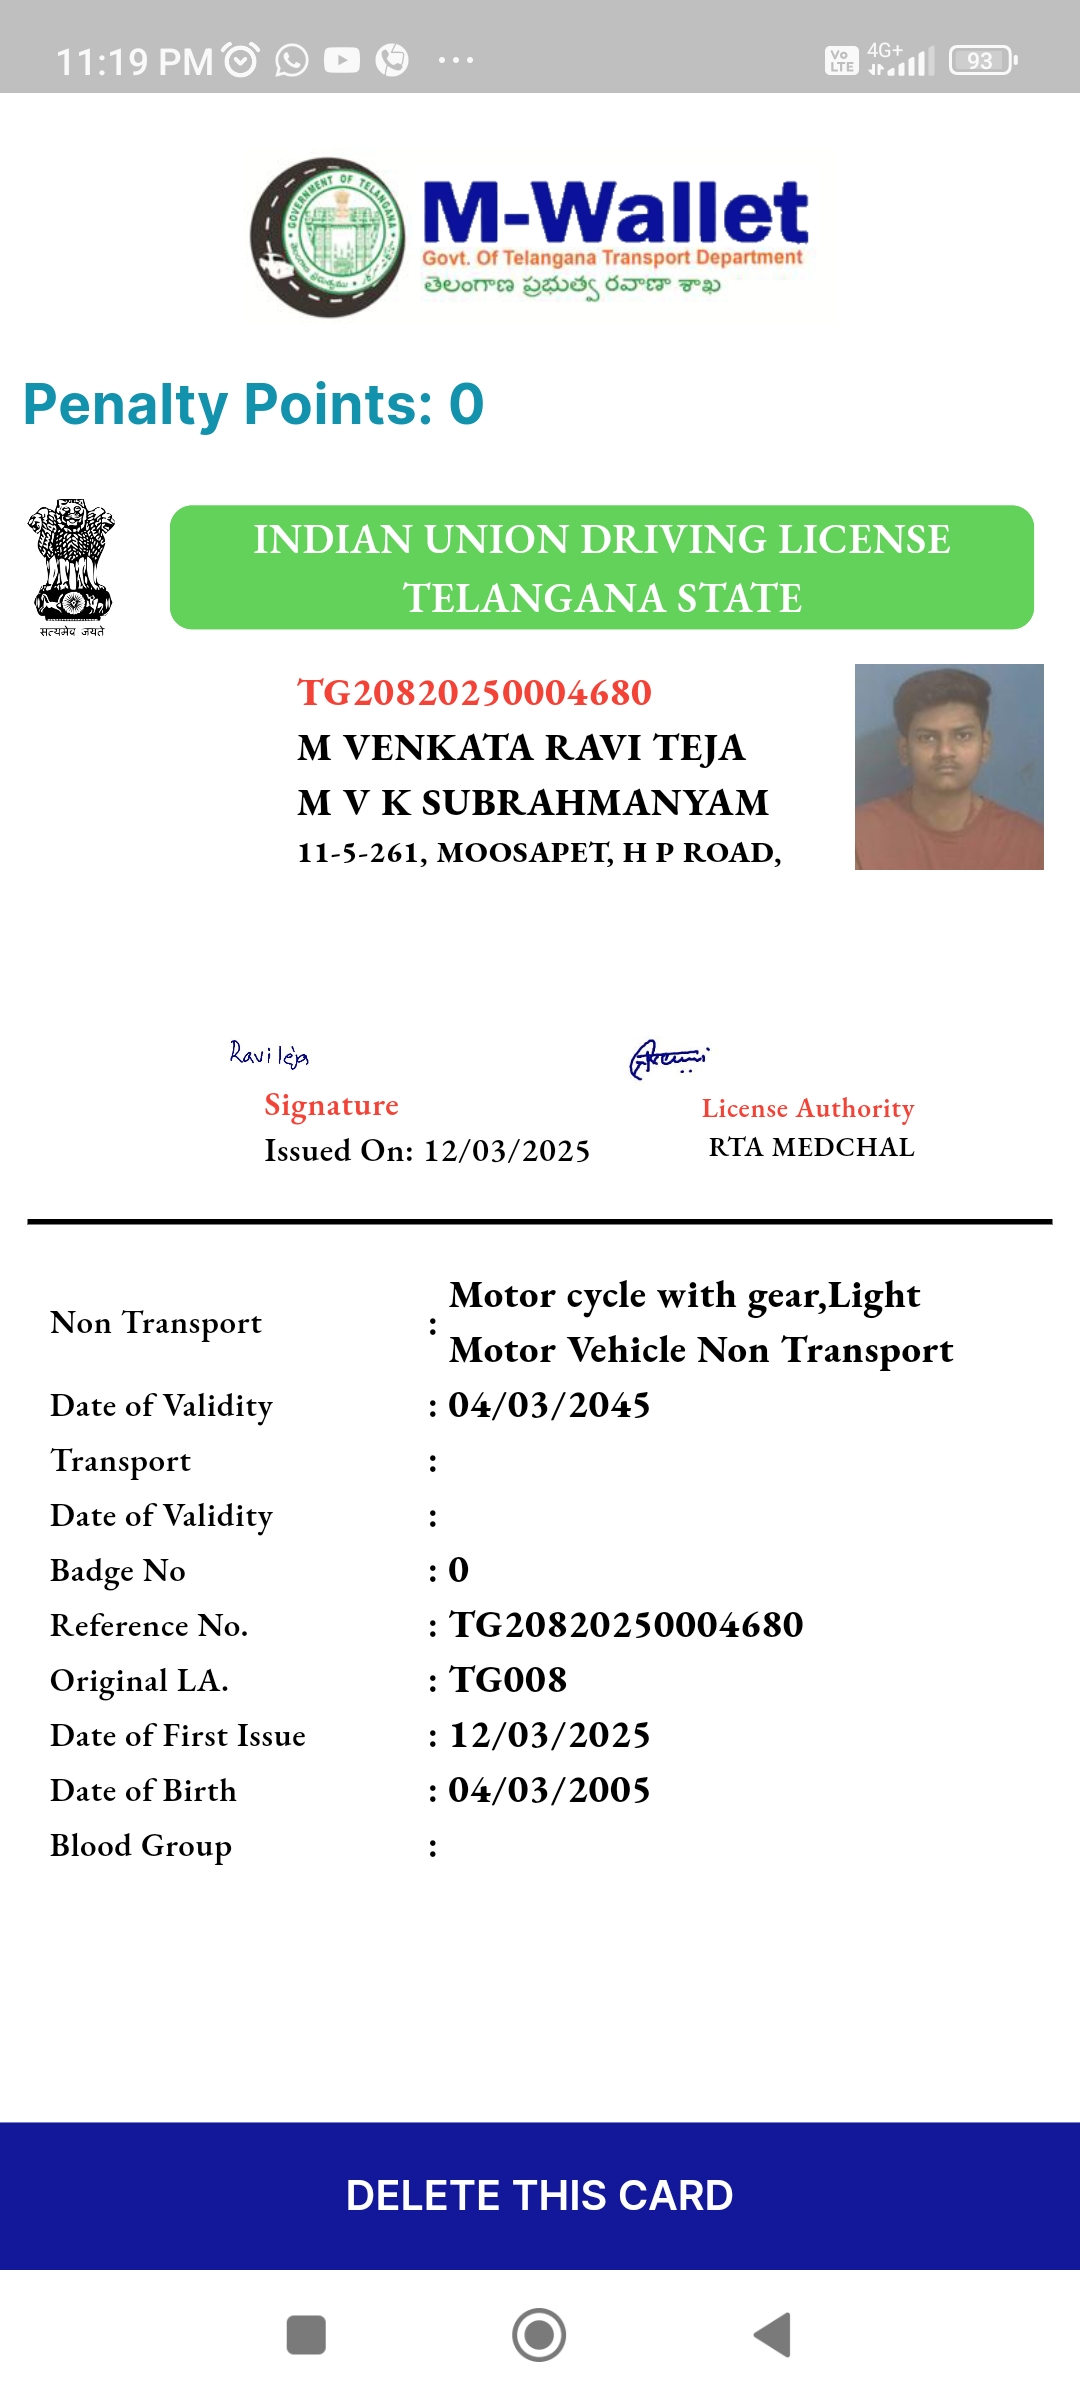 11:19 PM
Vo LTE 4G+ 93
GOVERNMENT OF TELANGANA
M-Wallet
Govt. Of Telangana Transport Department
తెలంగాణ ప్రభుత్వ రవాణా శాఖ
Penalty Points: 0
सत्यमेव जयते
INDIAN UNION DRIVING LICENSE
TELANGANA STATE
TG20820250004680
M VENKATA RAVI TEJA
M V K SUBRAHMANYAM
11-5-261, MOOSAPET, H P ROAD,
Raviteja
Signature
License Authority
Issued On: 12/03/2025
RTA MEDCHAL
Non Transport : Motor cycle with gear,Light
Motor Vehicle Non Transport
Date of Validity : 04/03/2045
Transport :
Date of Validity :
Badge No : 0
Reference No. : TG20820250004680
Original LA. : TG008
Date of First Issue : 12/03/2025
Date of Birth : 04/03/2005
Blood Group :
DELETE THIS CARD